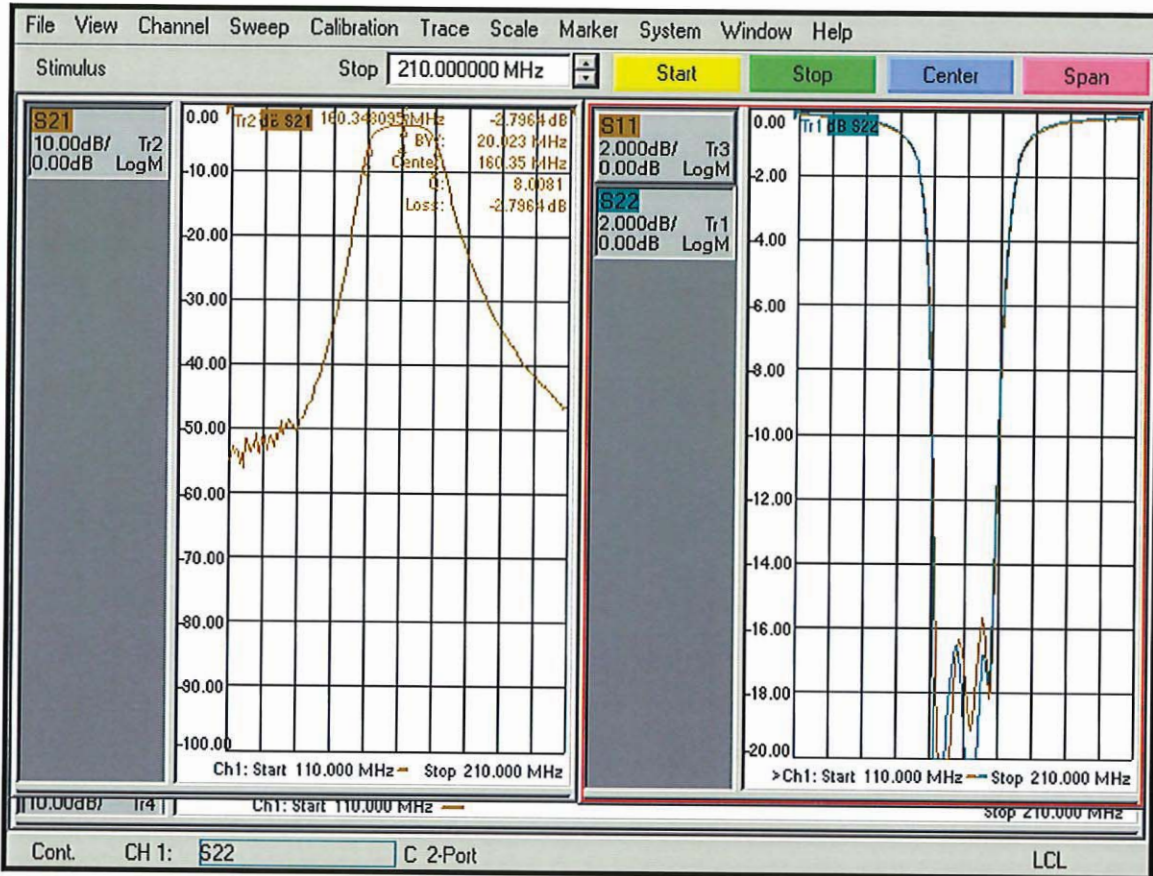 File View Channel Sweep Calibration Trace Scale Marker System Window Help
Stimulus Stop 210.000000 MHz Start Stop Center Span
S21
10.00dB/ Tr2
0.00dB LogM
0.00
-10.00
-20.00
-30.00
-40.00
-50.00
-60.00
-70.00
-80.00
-90.00
-100.00
Tr2 dB S21 160.348095 MHz -2.7964 dB
BW: 20.023 MHz
Center: 160.35 MHz
Q: 8.0081
Loss: -2.7964 dB
Ch1: Start 110.000 MHz Stop 210.000 MHz
S11
2.000dB/ Tr3
0.00dB LogM
S22
2.000dB/ Tr1
0.00dB LogM
0.00
-2.00
-4.00
-6.00
-8.00
-10.00
-12.00
-14.00
-16.00
-18.00
-20.00
Tr1 dB S22
>Ch1: Start 110.000 MHz Stop 210.000 MHz
10.00dB/ Tr4 Ch1: Start 110.000 MHz Stop 210.000 MHz
Cont. CH 1: S22 C 2-Port LCL